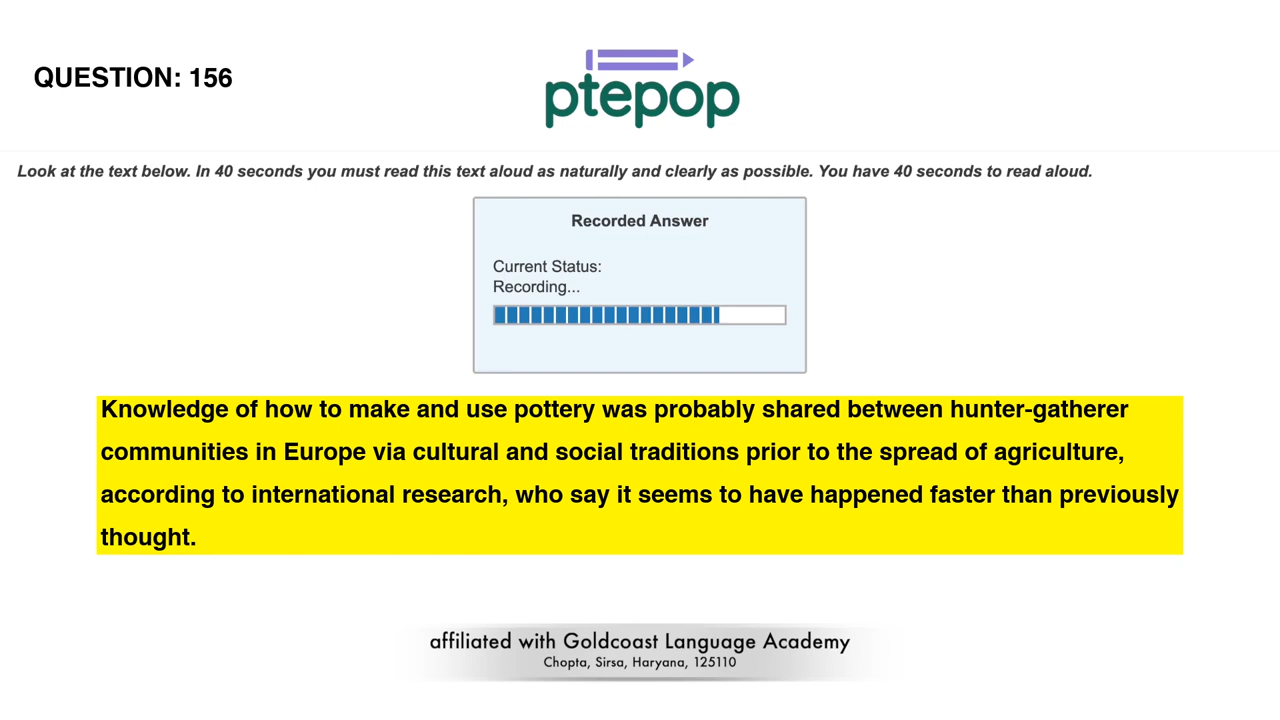 QUESTION: 156
ptepop
Look at the text below. In 40 seconds you must read this text aloud as naturally and clearly as possible. You have 40 seconds to read aloud.
Recorded Answer
Current Status:
Recording...
Knowledge of how to make and use pottery was probably shared between hunter-gatherer
communities in Europe via cultural and social traditions prior to the spread of agriculture,
according to international research, who say it seems to have happened faster than previously
thought.
affiliated with Goldcoast Language Academy
Chopta, Sirsa, Haryana, 125110